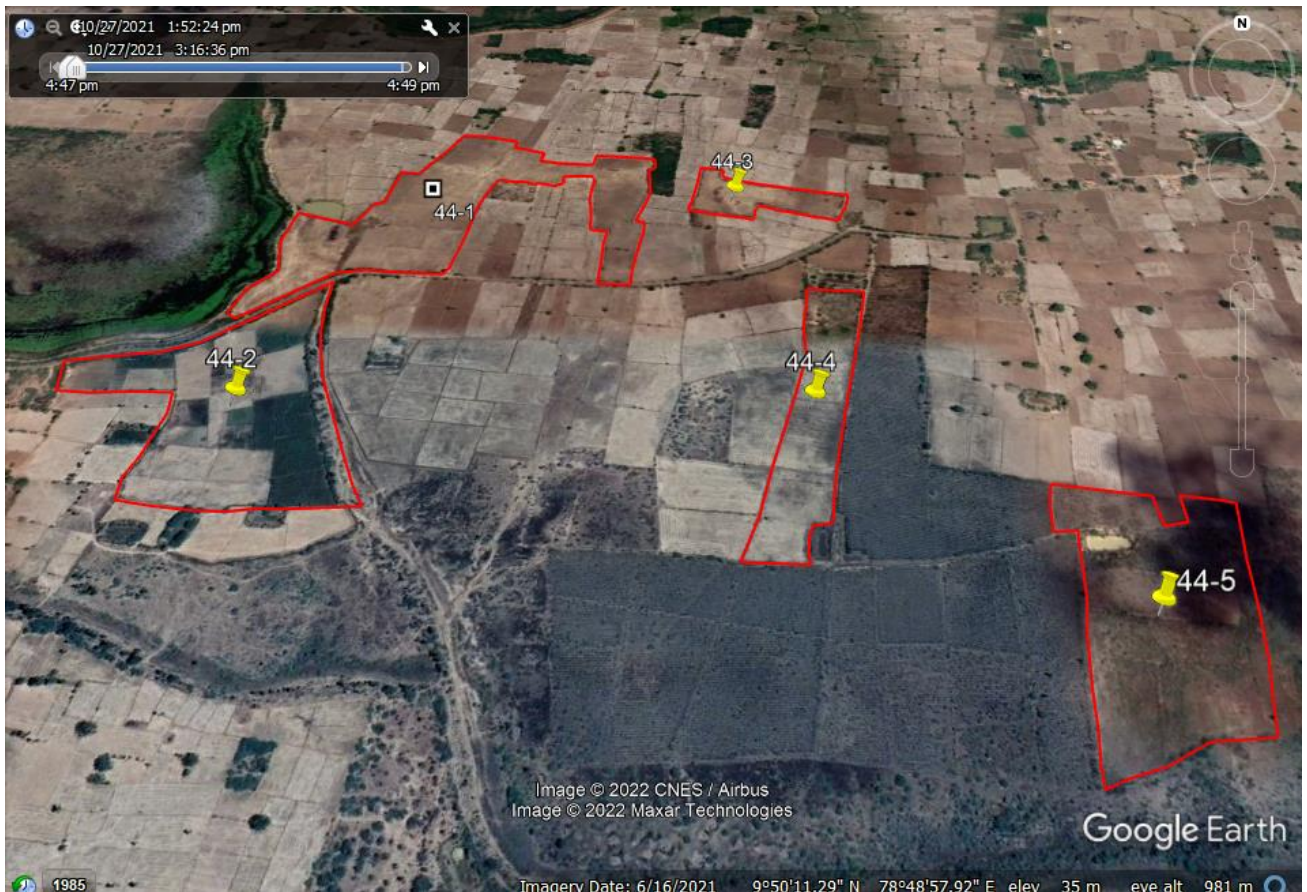 10/27/2021 1:52:24 pm
10/27/2021 3:16:36 pm
4:47 pm 4:49 pm
N
44-3
44-1
44-2
44-4
44-5
Image © 2022 CNES / Airbus
Image © 2022 Maxar Technologies
Google Earth
1985 Imagery Date: 6/16/2021 9°50'11.29" N 78°48'57.92" E elev 35 m eye alt 981 m